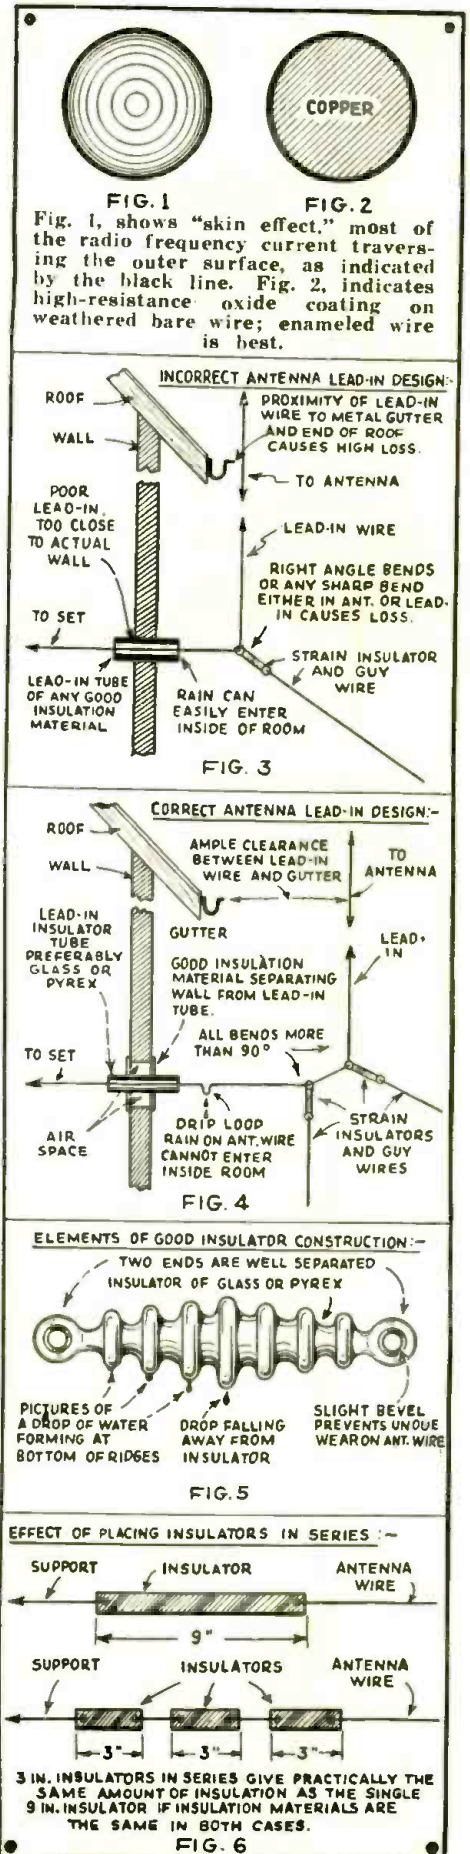 COPPER
FIG.1
FIG.2
Fig. 1, shows "skin effect," most of
the radio frequency current travers-
ing the outer surface, as indicated
by the black line. Fig. 2, indicates
high-resistance oxide coating on
weathered bare wire; enameled wire
is best.
INCORRECT ANTENNA LEAD-IN DESIGN:-
ROOF
WALL
PROXIMITY OF LEAD-IN
WIRE TO METAL GUTTER
AND END OF ROOF
CAUSES HIGH LOSS.
TO ANTENNA
POOR
LEAD-IN,
TOO CLOSE
TO ACTUAL
WALL
LEAD-IN WIRE
RIGHT ANGLE BENDS
OR ANY SHARP BEND
EITHER IN ANT. OR LEAD-
IN CAUSES LOSS.
TO SET
STRAIN INSULATOR
AND GUY
WIRE
LEAD-IN TUBE
OF ANY GOOD
INSULATION
MATERIAL
RAIN CAN
EASILY ENTER
INSIDE OF ROOM
FIG. 3
CORRECT ANTENNA LEAD-IN DESIGN:-
ROOF
WALL
AMPLE CLEARANCE
BETWEEN LEAD-IN
WIRE AND GUTTER
TO
ANTENNA
GUTTER
LEAD-IN
INSULATOR
TUBE
PREFERABLY
GLASS OR
PYREX
GOOD INSULATION
MATERIAL SEPARATING
WALL FROM LEAD-IN
TUBE.
LEAD-
IN
ALL BENDS MORE
THAN 90°
TO SET
AIR
SPACE
DRIP LOOP
RAIN ON ANT. WIRE
CANNOT ENTER
INSIDE ROOM
STRAIN
INSULATORS
AND GUY
WIRES
FIG. 4
ELEMENTS OF GOOD INSULATOR CONSTRUCTION:-
TWO ENDS ARE WELL SEPARATED
INSULATOR OF GLASS OR PYREX
PICTURES OF
A DROP OF WATER
FORMING AT
BOTTOM OF RIDGES
DROP FALLING
AWAY FROM
INSULATOR
SLIGHT BEVEL
PREVENTS UNDUE
WEAR ON ANT. WIRE
FIG.5
EFFECT OF PLACING INSULATORS IN SERIES:-
SUPPORT
INSULATOR
ANTENNA
WIRE
9"
SUPPORT
INSULATORS
ANTENNA
WIRE
3"
3"
3"
3 IN. INSULATORS IN SERIES GIVE PRACTICALLY THE
SAME AMOUNT OF INSULATION AS THE SINGLE
9 IN. INSULATOR IF INSULATION MATERIALS ARE
THE SAME IN BOTH CASES.
FIG. 6